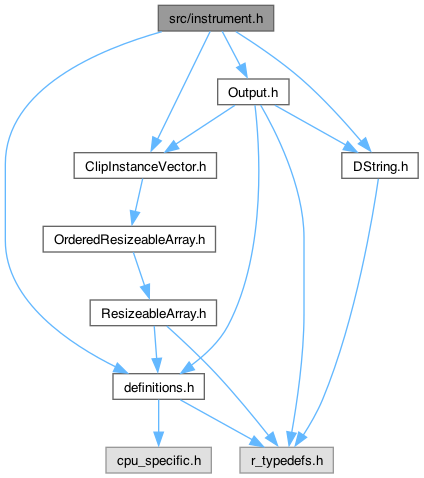 src/instrument.h
Output.h
ClipInstanceVector.h
DString.h
OrderedResizeableArray.h
ResizeableArray.h
definitions.h
cpu_specific.h
r_typedefs.h